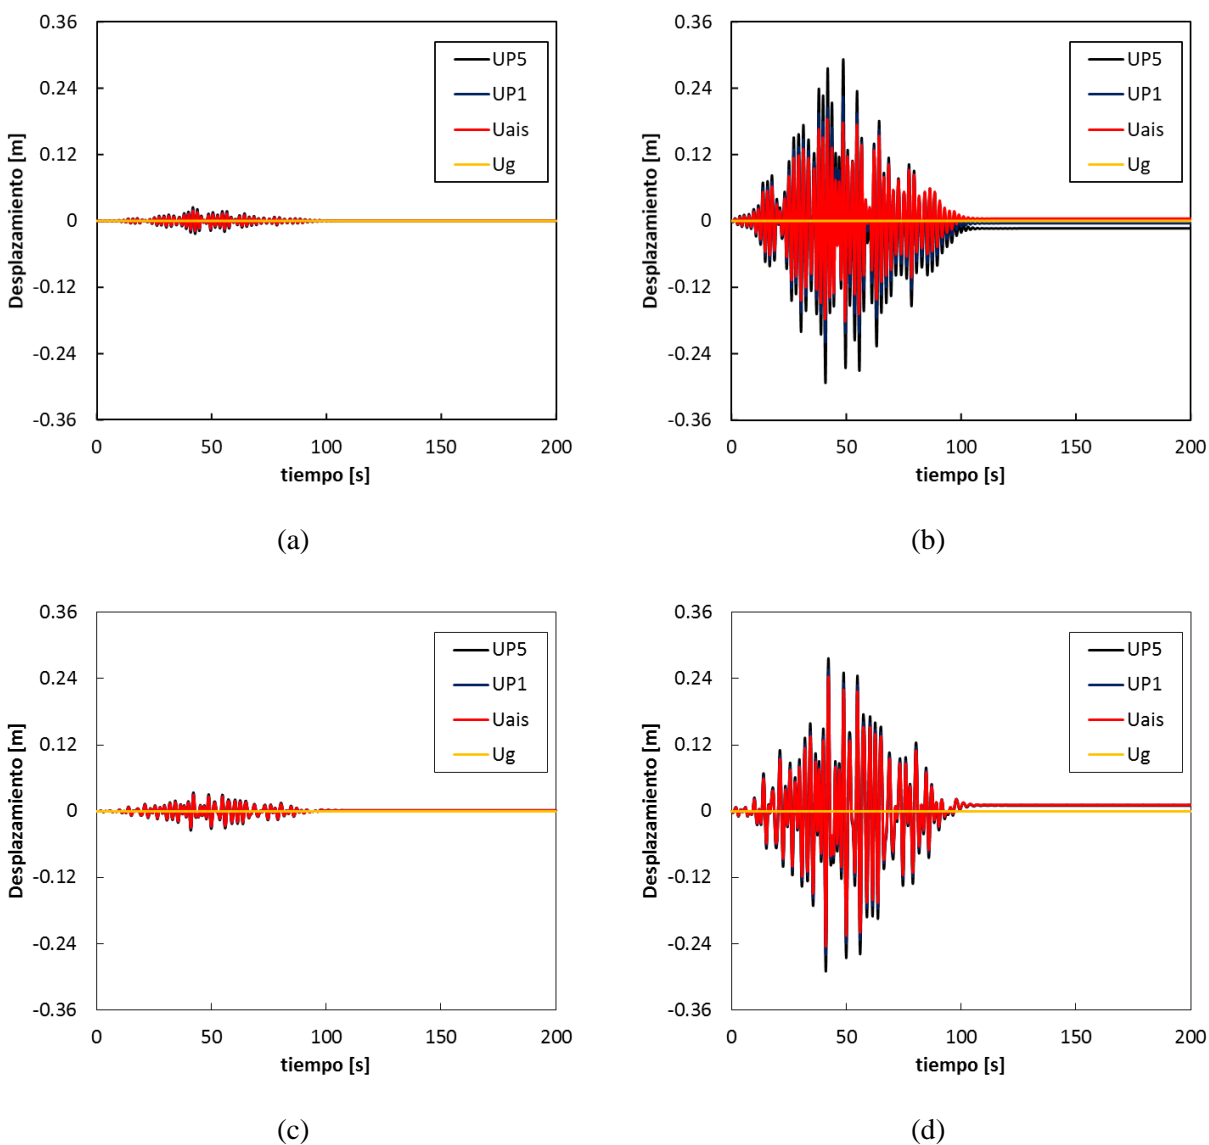 0.36
0.24
0.12
0
-0.12
-0.24
-0.36
Desplazamiento [m]
UP5
UP1
Uais
Ug
0 50 100 150 200
tiempo [s]
(a)
0.36
0.24
0.12
0
-0.12
-0.24
-0.36
Desplazamiento [m]
UP5
UP1
Uais
Ug
0 50 100 150 200
tiempo [s]
(b)
0.36
0.24
0.12
0
-0.12
-0.24
-0.36
Desplazamiento [m]
UP5
UP1
Uais
Ug
0 50 100 150 200
tiempo [s]
(c)
0.36
0.24
0.12
0
-0.12
-0.24
-0.36
Desplazamiento [m]
UP5
UP1
Uais
Ug
0 50 100 150 200
tiempo [s]
(d)